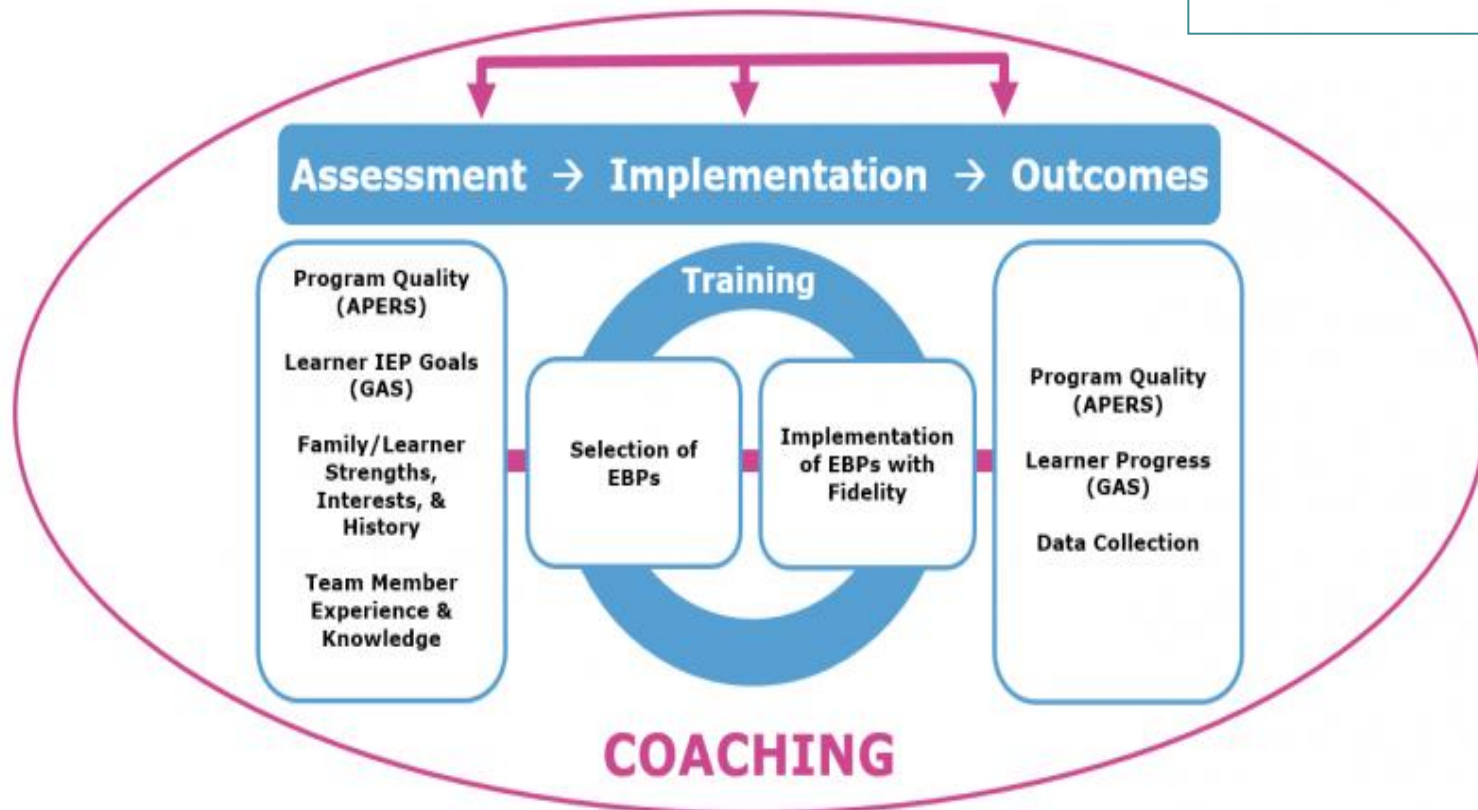 Assessment → Implementation → Outcomes
Program Quality
(APERS)
Learner IEP Goals
(GAS)
Family/Learner
Strengths,
Interests, &
History
Team Member
Experience &
Knowledge
Training
Selection of
EBPs
Implementation
of EBPs with
Fidelity
Program Quality
(APERS)
Learner Progress
(GAS)
Data Collection
COACHING